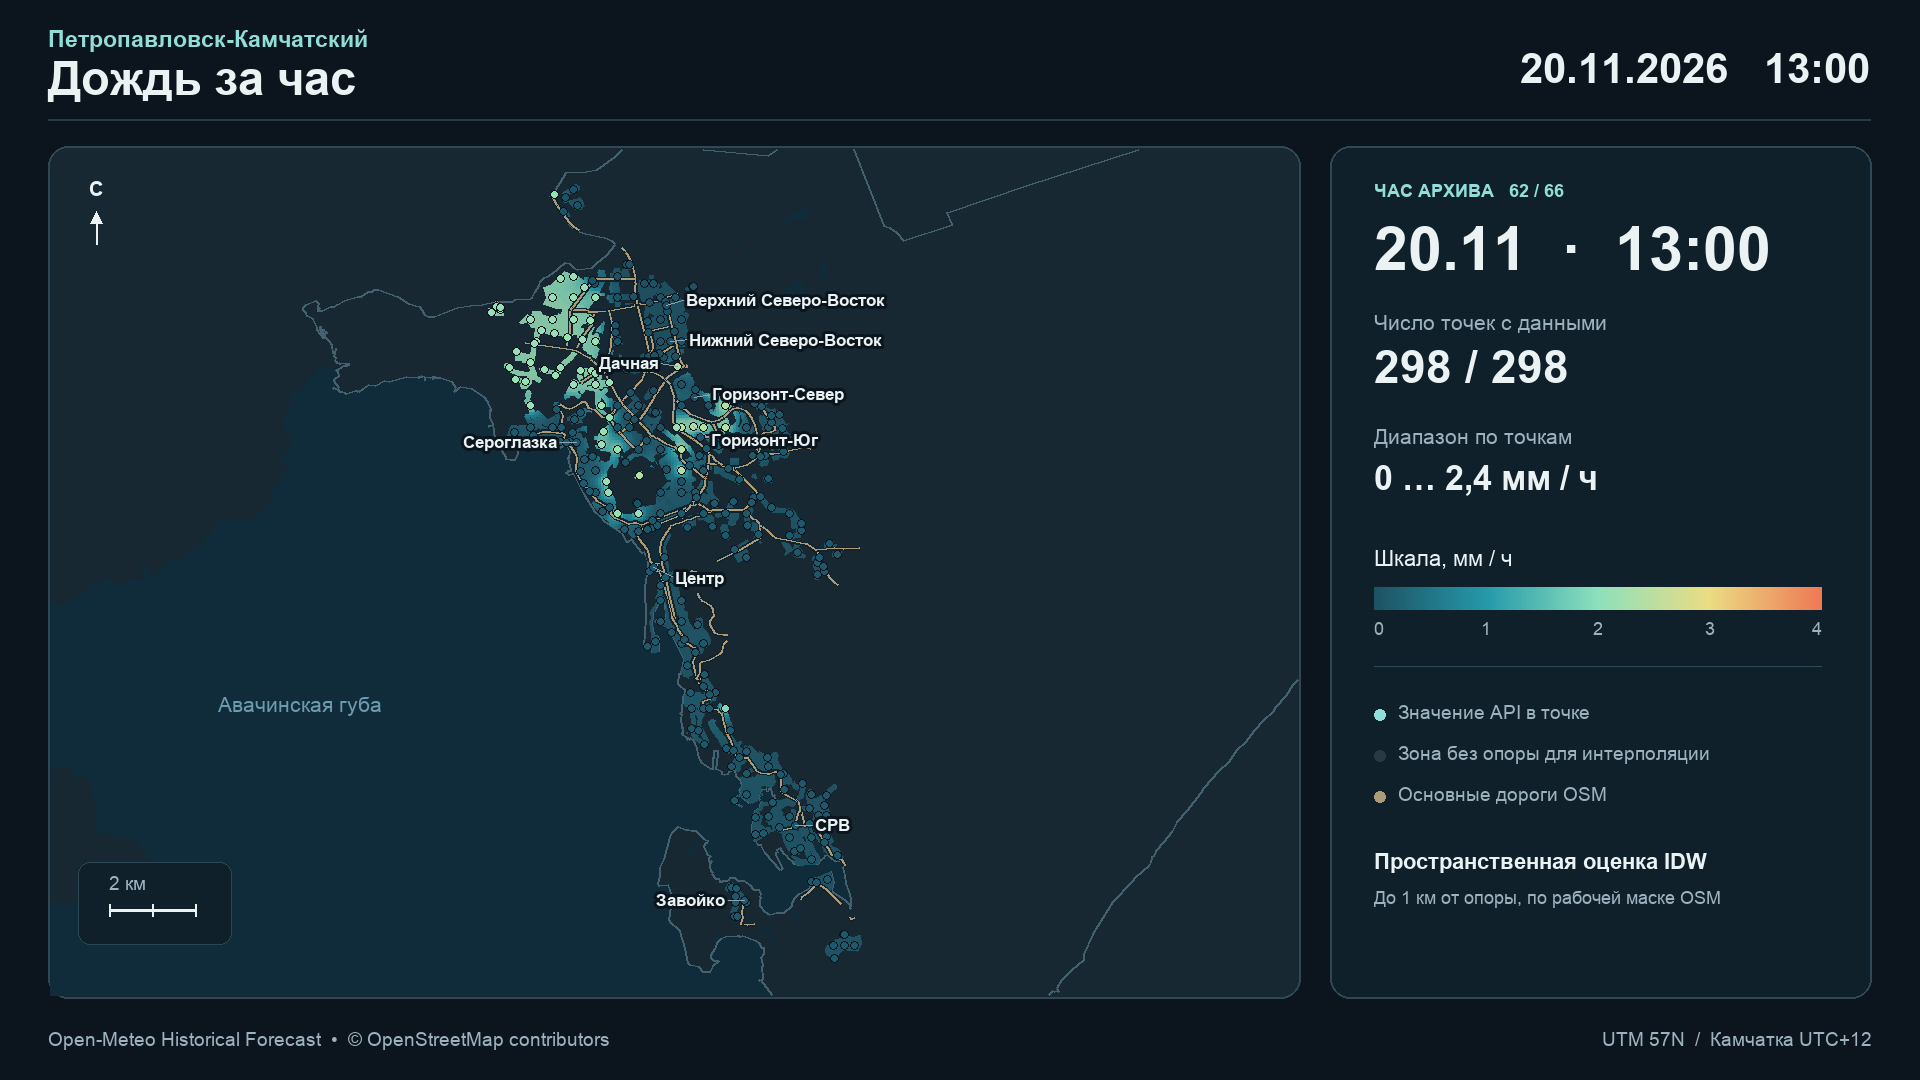 Петропавловск-Камчатский
Дождь за час
20.11.2026 13:00
С
Верхний Северо-Восток
Нижний Северо-Восток
Дачная
Горизонт-Север
Горизонт-Юг
Сероглазка
Центр
Авачинская губа
СРВ
Завойко
2 км
ЧАС АРХИВА 62 / 66
20.11 · 13:00
Число точек с данными
298 / 298
Диапазон по точкам
0 … 2,4 мм / ч
Шкала, мм / ч
0 1 2 3 4
Значение API в точке
Зона без опоры для интерполяции
Основные дороги OSM
Пространственная оценка IDW
До 1 км от опоры, по рабочей маске OSM
Open-Meteo Historical Forecast • © OpenStreetMap contributors
UTM 57N / Камчатка UTC+12